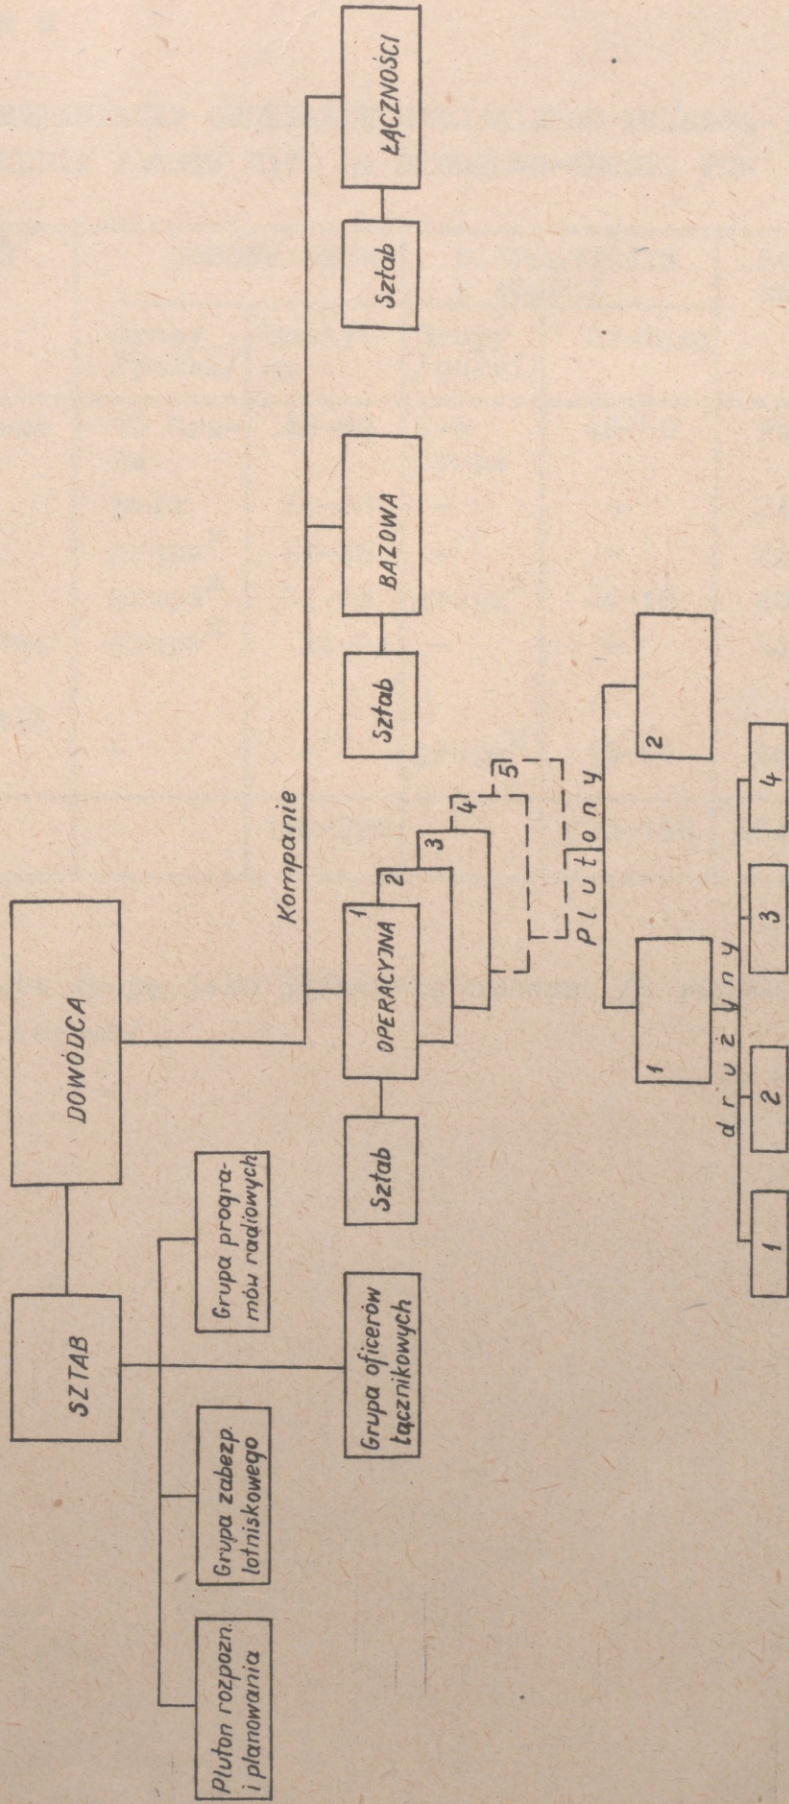 DOWÓDCA
SZTAB
Pluton rozpozn.
i planowania
Grupa zabezp.
lotniskowego
Grupa progra-
mów radiowych
Grupa oficerów
łącznikowych
Kompanie
Sztab
OPERACYJNA
1
2
3
4
5
Sztab
BAZOWA
Sztab
ŁĄCZNOŚCI
Plutony
1
2
drużyny
1
2
3
4